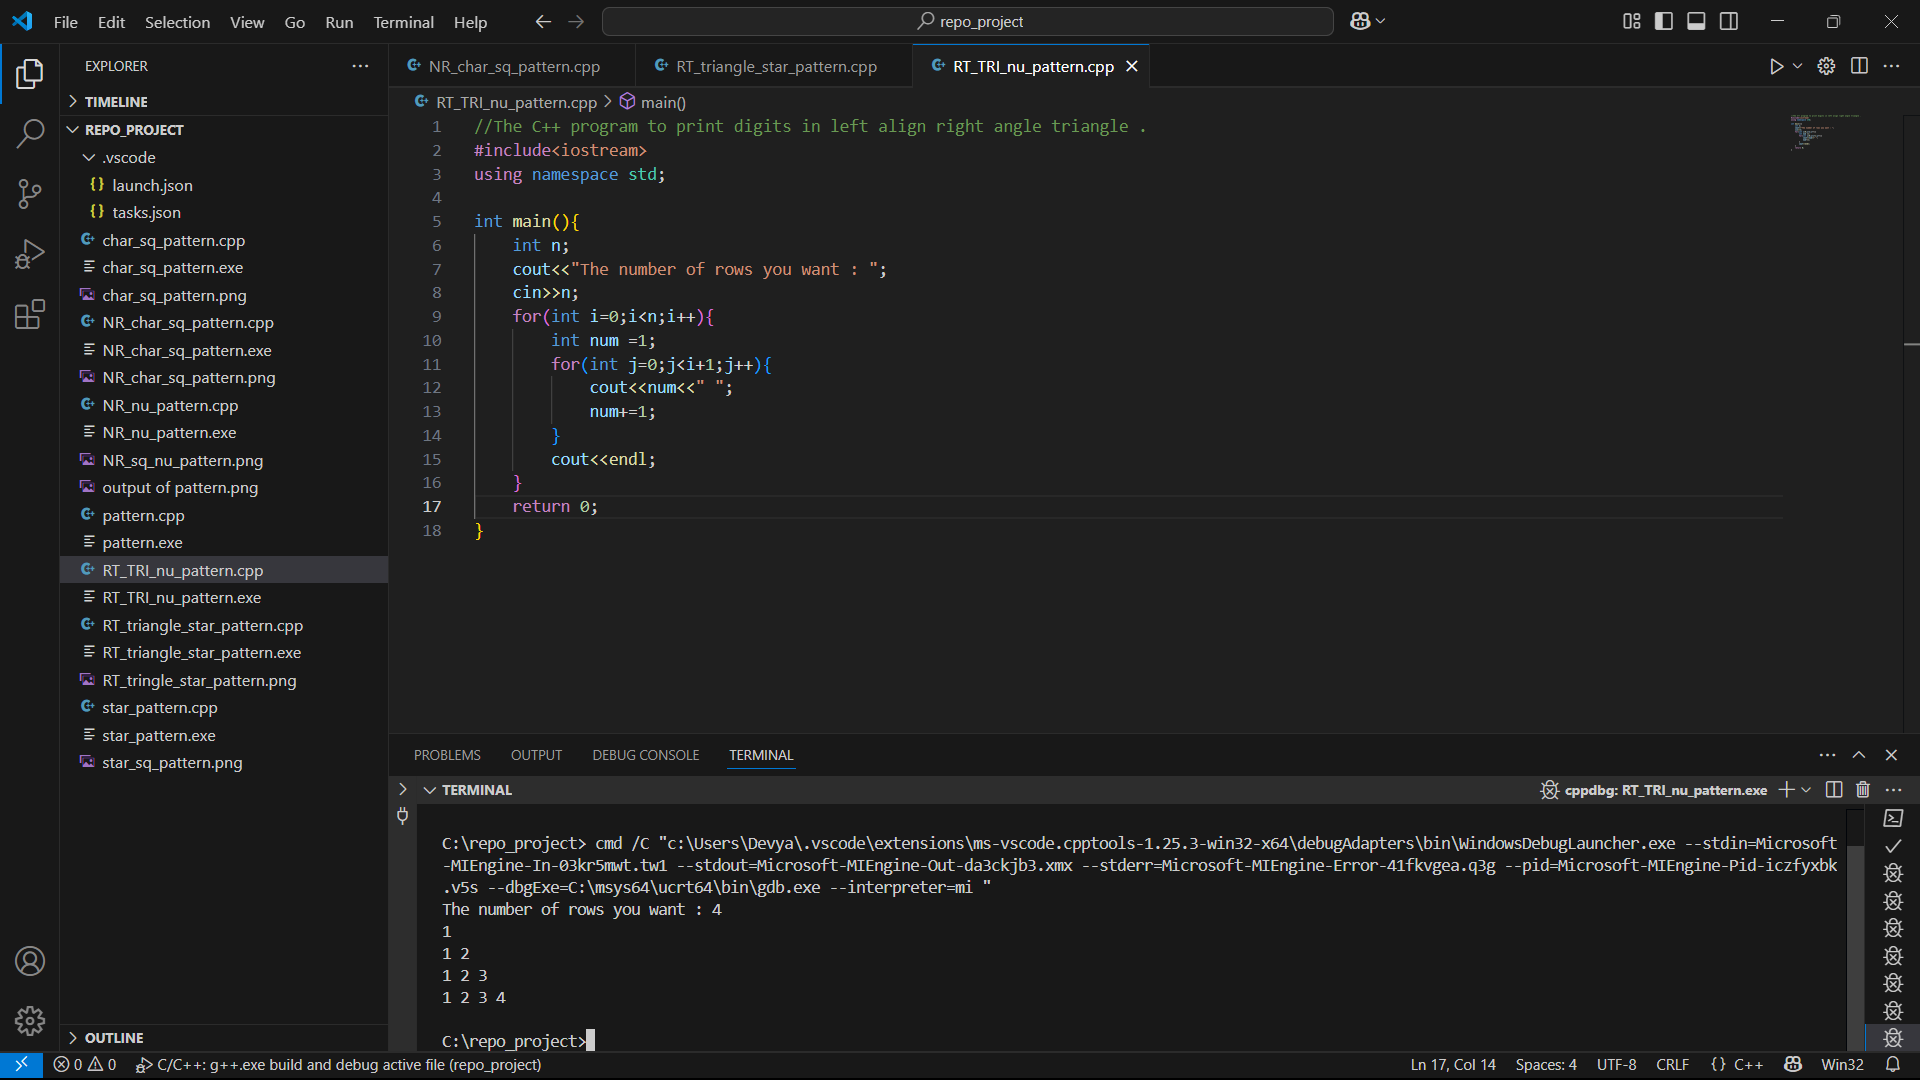 File Edit Selection View Go Run Terminal Help
repo_project
EXPLORER
TIMELINE
REPO_PROJECT
.vscode
launch.json
tasks.json
char_sq_pattern.cpp
char_sq_pattern.exe
char_sq_pattern.png
NR_char_sq_pattern.cpp
NR_char_sq_pattern.exe
NR_char_sq_pattern.png
NR_nu_pattern.cpp
NR_nu_pattern.exe
NR_sq_nu_pattern.png
output of pattern.png
pattern.cpp
pattern.exe
RT_TRI_nu_pattern.cpp
RT_TRI_nu_pattern.exe
RT_triangle_star_pattern.cpp
RT_triangle_star_pattern.exe
RT_tringle_star_pattern.png
star_pattern.cpp
star_pattern.exe
star_sq_pattern.png
OUTLINE
NR_char_sq_pattern.cpp RT_triangle_star_pattern.cpp RT_TRI_nu_pattern.cpp
RT_TRI_nu_pattern.cpp > main()
1 //The C++ program to print digits in left align right angle triangle .
2 #include<iostream>
3 using namespace std;
4
5 int main(){
6 int n;
7 cout<<"The number of rows you want : ";
8 cin>>n;
9 for(int i=0;i<n;i++){
10 int num =1;
11 for(int j=0;j<i+1;j++){
12 cout<<num<<" ";
13 num+=1;
14 }
15 cout<<endl;
16 }
17 return 0;
18 }
PROBLEMS OUTPUT DEBUG CONSOLE TERMINAL
TERMINAL
cppdbg: RT_TRI_nu_pattern.exe
C:\repo_project> cmd /C "c:\Users\Devya\.vscode\extensions\ms-vscode.cpptools-1.25.3-win32-x64\debugAdapters\bin\WindowsDebugLauncher.exe --stdin=Microsoft
-MIEngine-In-03kr5mwt.tw1 --stdout=Microsoft-MIEngine-Out-da3ckjb3.xmx --stderr=Microsoft-MIEngine-Error-41fkvgea.q3g --pid=Microsoft-MIEngine-Pid-iczfyxbk
.v5s --dbgExe=C:\msys64\ucrt64\bin\gdb.exe --interpreter=mi "
The number of rows you want : 4
1
1 2
1 2 3
1 2 3 4
C:\repo_project>
0 0 C/C++: g++.exe build and debug active file (repo_project)
Ln 17, Col 14 Spaces: 4 UTF-8 CRLF {} C++ Win32